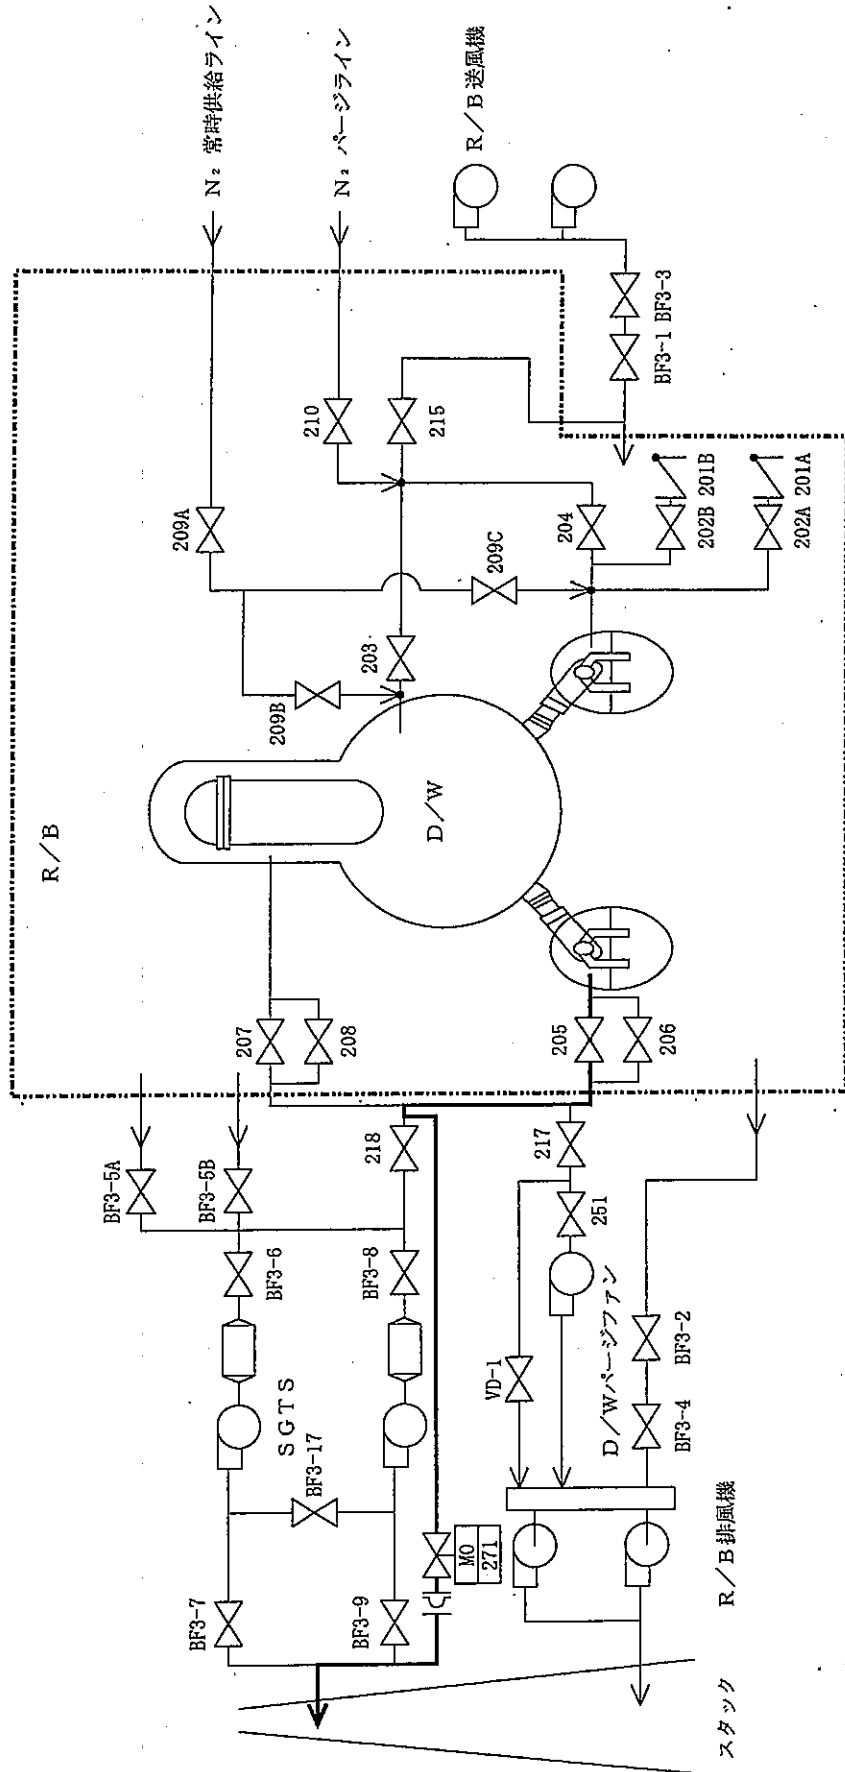 R/B
N₂ 常時供給ライン
N₂ パージライン
R/B送風機
209A
210
215
BF3-1 BF3-3
209B
203
209C
204
202B 201B
202A 201A
D/W
207
208
205
206
BF3-5A
BF3-5B
218
217
BF3-6
BF3-8
251
SGTS
VD-1
D/Wパージファン
BF3-2
BF3-4
BF3-17
MO
271
BF3-7
BF3-9
R/B排風機
スタック